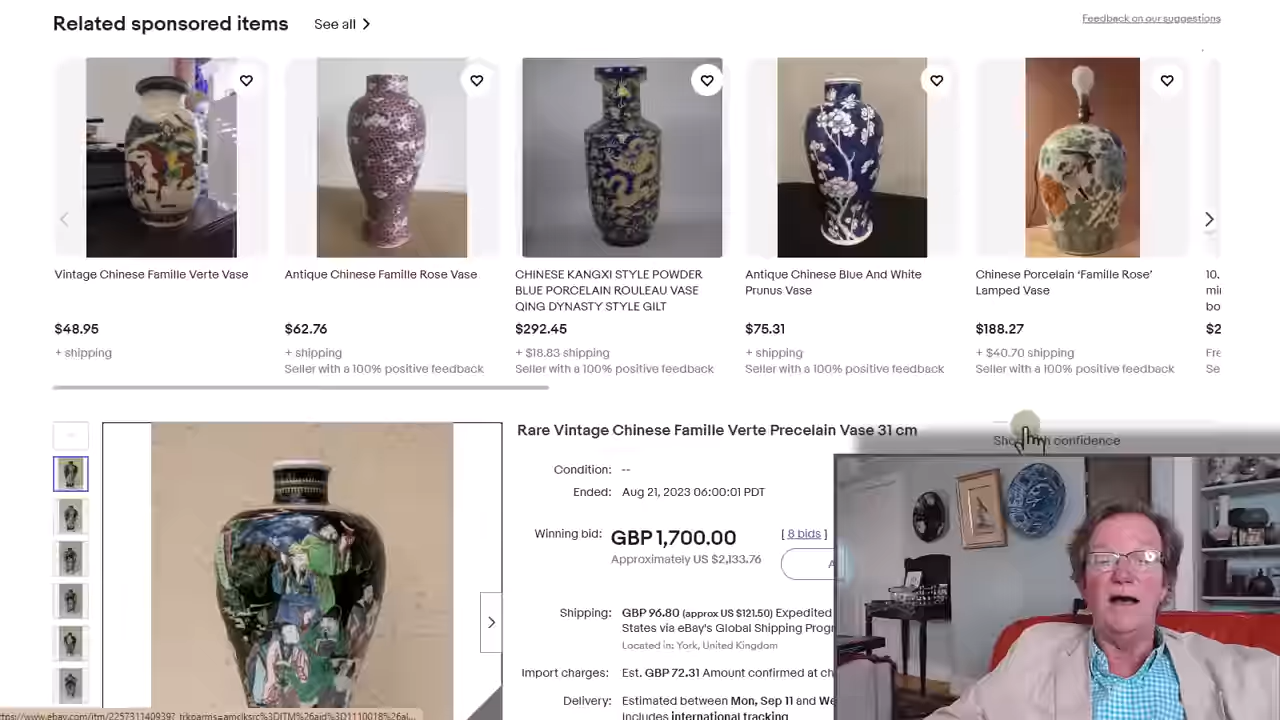 Related sponsored items
See all
Feedback on our suggestions
Vintage Chinese Famille Verte Vase
Antique Chinese Famille Rose Vase
CHINESE KANGXI STYLE POWDER
BLUE PORCELAIN ROULEAU VASE
QING DYNASTY STYLE GILT
Antique Chinese Blue And White
Prunus Vase
Chinese Porcelain ‘Famille Rose’
Lamped Vase
10.
mi
bo
$48.95
$62.76
$292.45
$75.31
$188.27
$2
+ shipping
+ shipping
+ $18.83 shipping
+ shipping
+ $40.70 shipping
Fre
Seller with a 100% positive feedback
Seller with a 100% positive feedback
Seller with a 100% positive feedback
Seller with a 100% positive feedback
Se
Rare Vintage Chinese Famille Verte Precelain Vase 31 cm
confidence
Condition: --
Ended: Aug 21, 2023 06:00:01 PDT
Winning bid: GBP 1,700.00 [ 8 bids ]
Approximately US $2,133.76
Shipping: GBP 96.80 (approx US $121.50) Expedited
States via eBay's Global Shipping Progr
Located in: York, United Kingdom
Import charges: Est. GBP 72.31 Amount confirmed at ch
Delivery: Estimated between Mon, Sep 11 and We
Includes international tracking